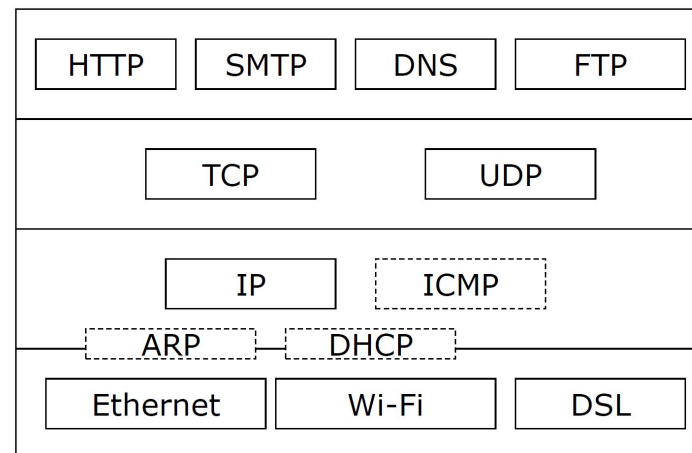 HTTP SMTP DNS FTP
TCP UDP
IP ICMP
ARP DHCP
Ethernet Wi-Fi DSL